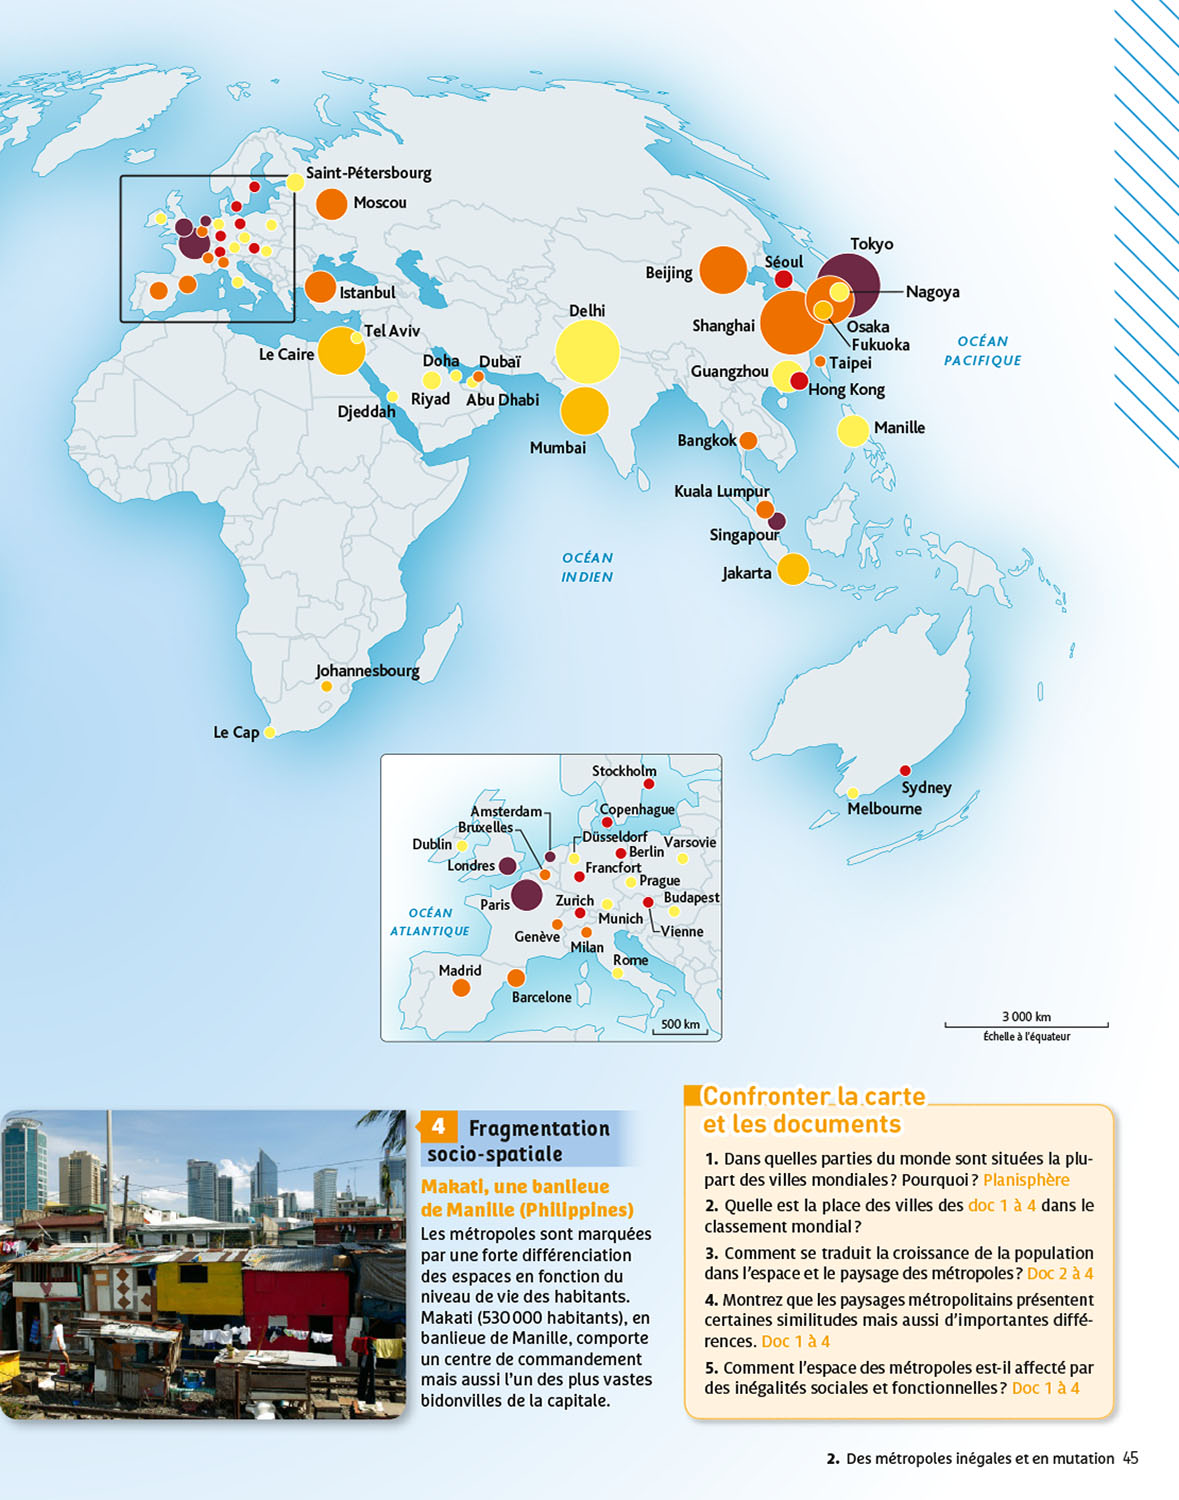 Saint-Pétersbourg
Moscou
Tokyo
Séoul
Beijing
Nagoya
Istanbul
Delhi
Shanghai
Osaka
Tel Aviv
Fukuoka
OCÉAN
PACIFIQUE
Le Caire
Doha
Dubaï
Taipei
Guangzhou
Hong Kong
Djeddah
Riyad
Abu Dhabi
Manille
Bangkok
Mumbai
Kuala Lumpur
Singapour
OCÉAN
INDIEN
Jakarta
Johannesbourg
Le Cap
Sydney
Melbourne
Stockholm
Amsterdam
Copenhague
Bruxelles
Düsseldorf
Varsovie
Dublin
Berlin
Londres
Francfort
Prague
Paris
Zurich
Budapest
OCÉAN
ATLANTIQUE
Munich
Vienne
Genève
Milan
Rome
Madrid
Barcelone
500 km
3 000 km
Échelle à l'équateur
4 Fragmentation
socio-spatiale
Makati, une banlieue
de Manille (Philippines)
Les métropoles sont marquées
par une forte différenciation
des espaces en fonction du
niveau de vie des habitants.
Makati (530 000 habitants), en
banlieue de Manille, comporte
un centre de commandement
mais aussi l'un des plus vastes
bidonvilles de la capitale.
Confronter la carte
et les documents
1. Dans quelles parties du monde sont situées la plu-
part des villes mondiales ? Pourquoi ? Planisphère
2. Quelle est la place des villes des doc 1 à 4 dans le
classement mondial ?
3. Comment se traduit la croissance de la population
dans l'espace et le paysage des métropoles ? Doc 2 à 4
4. Montrez que les paysages métropolitains présentent
certaines similitudes mais aussi d'importantes diffé-
rences. Doc 1 à 4
5. Comment l'espace des métropoles est-il affecté par
des inégalités sociales et fonctionnelles ? Doc 1 à 4
2. Des métropoles inégales et en mutation 45